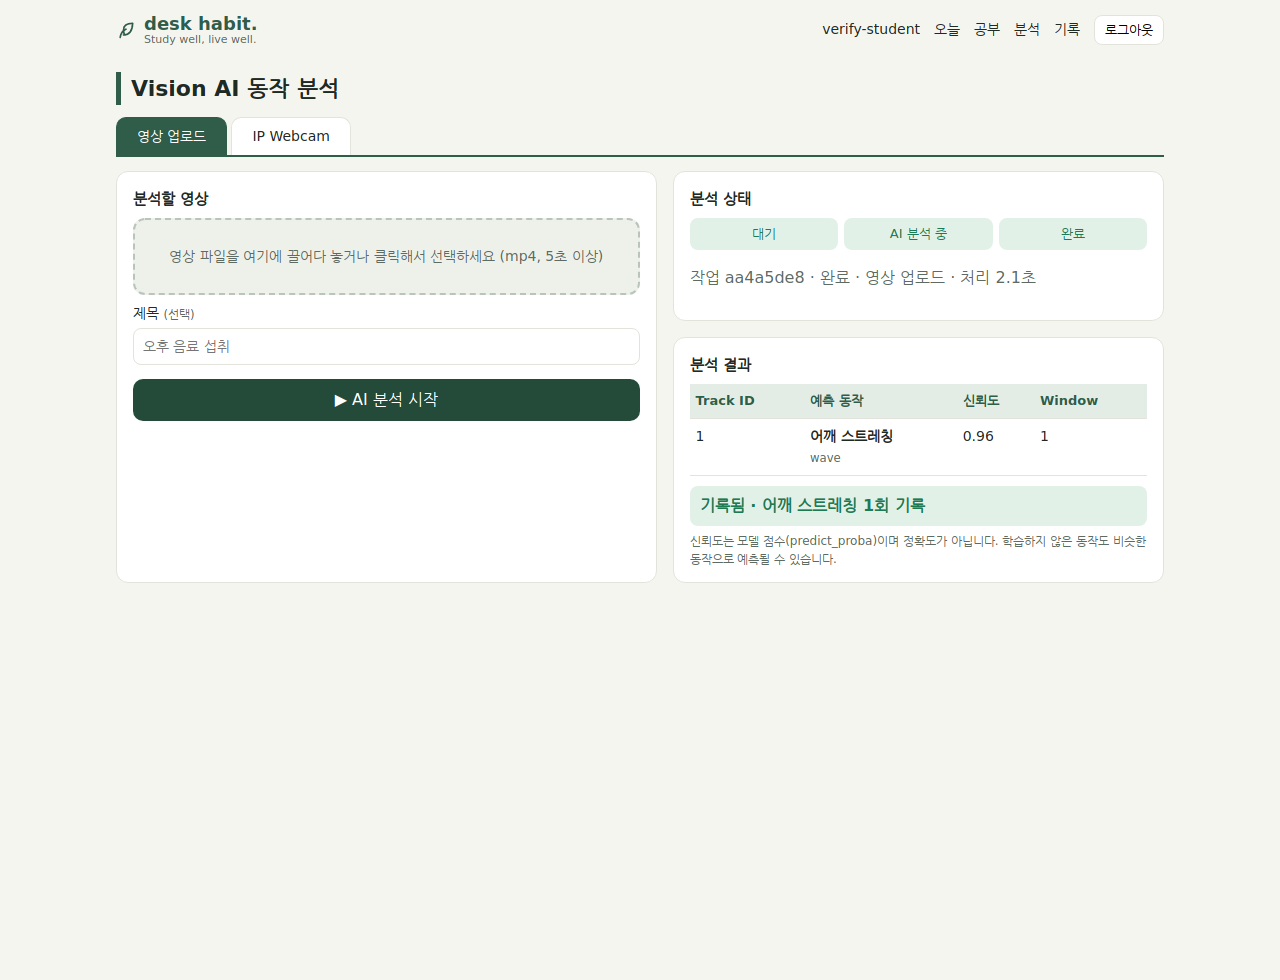 desk habit.
Study well, live well.
verify-student 오늘 공부 분석 기록 로그아웃
Vision AI 동작 분석
영상 업로드 IP Webcam
분석할 영상
영상 파일을 여기에 끌어다 놓거나 클릭해서 선택하세요 (mp4, 5초 이상)
제목 (선택)
오후 음료 섭취
▶ AI 분석 시작
분석 상태
대기 AI 분석 중 완료
작업 aa4a5de8 · 완료 · 영상 업로드 · 처리 2.1초
분석 결과
Track ID 예측 동작 신뢰도 Window
1 어깨 스트레칭 0.96 1
wave
기록됨 · 어깨 스트레칭 1회 기록
신뢰도는 모델 점수(predict_proba)이며 정확도가 아닙니다. 학습하지 않은 동작도 비슷한
동작으로 예측될 수 있습니다.